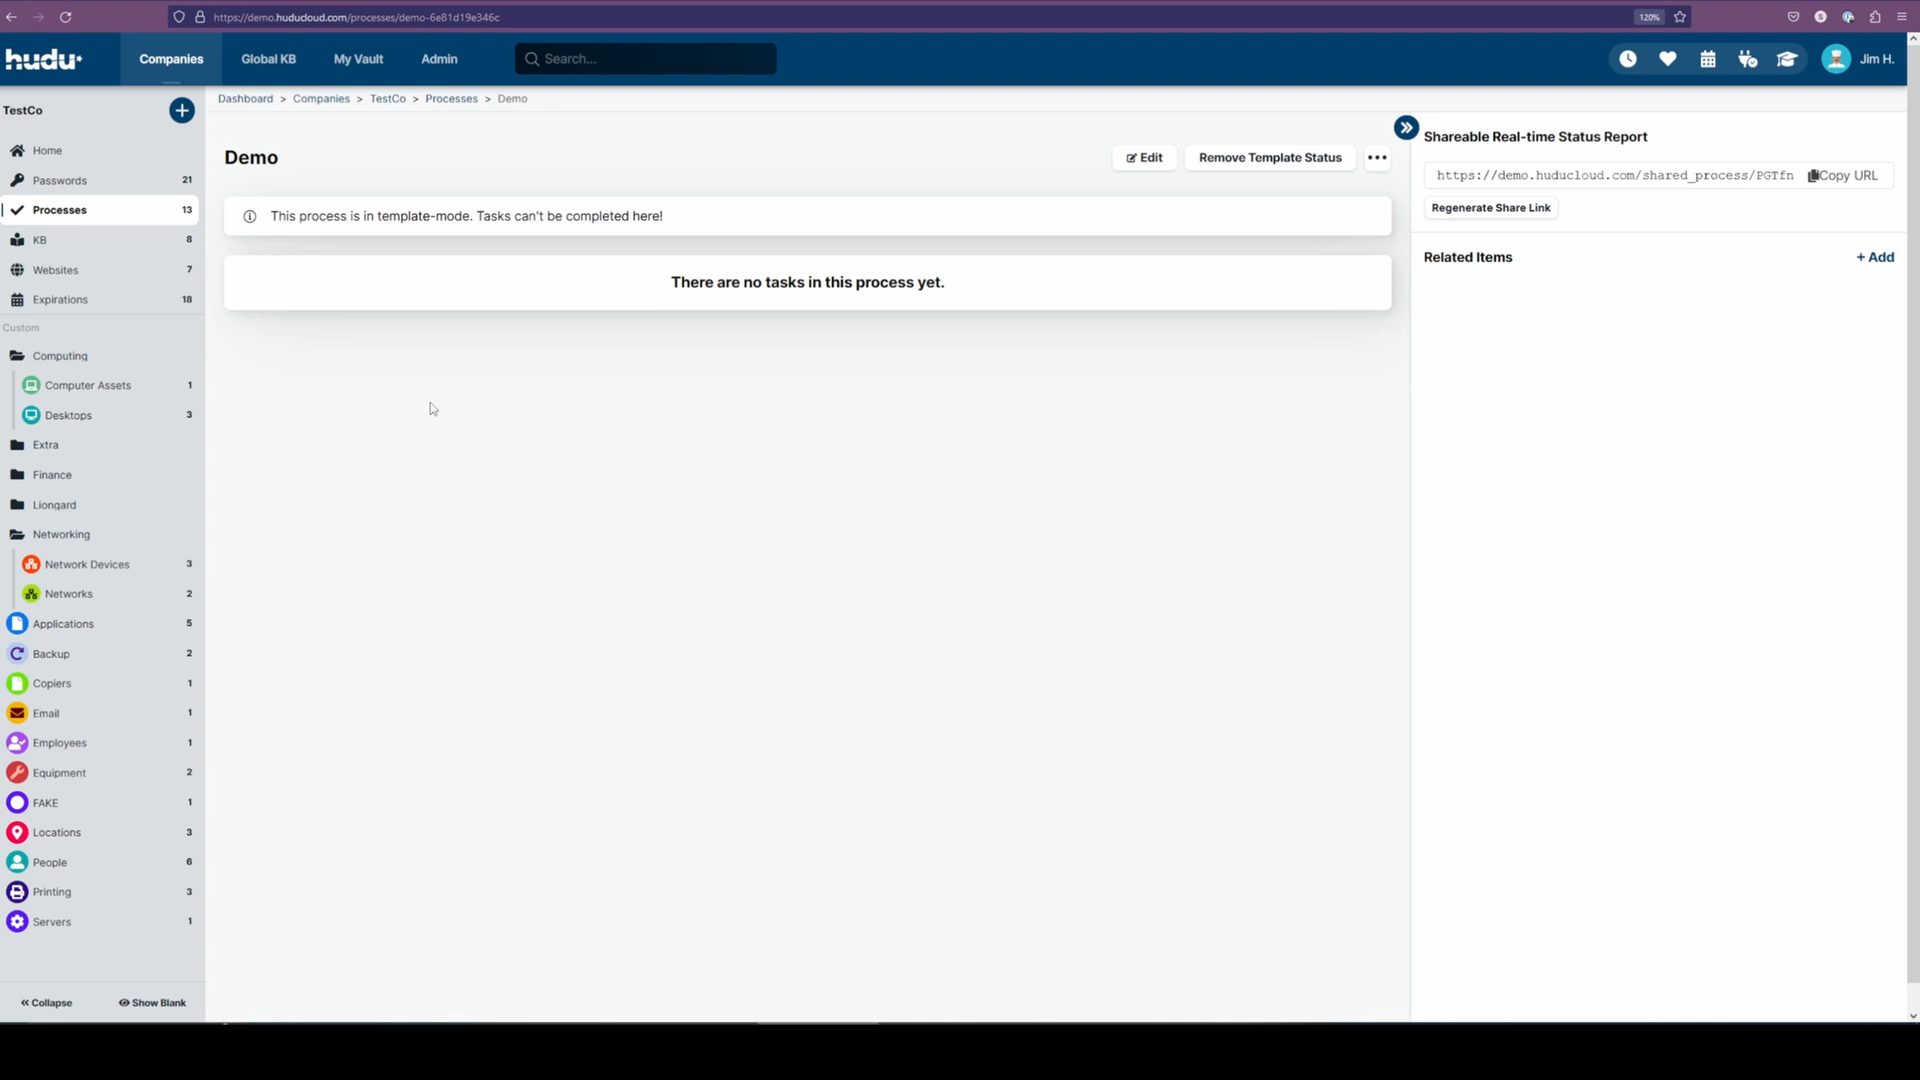 https://demo.huducloud.com/processes/demo-6e81d19e346c
120%
hudu
Companies
Global KB
My Vault
Admin
Search...
Jim H.
TestCo
Dashboard > Companies > TestCo > Processes > Demo
Home
Passwords 21
Processes 13
KB 8
Websites 7
Expirations 18
Custom
Computing
Computer Assets 1
Desktops 3
Extra
Finance
Liongard
Networking
Network Devices 3
Networks 2
Applications 5
Backup 2
Copiers 1
Email 1
Employees 1
Equipment 2
FAKE 1
Locations 3
People 6
Printing 3
Servers 1
Collapse
Show Blank
Demo
Edit
Remove Template Status
This process is in template-mode. Tasks can't be completed here!
There are no tasks in this process yet.
Shareable Real-time Status Report
https://demo.huducloud.com/shared_process/PGTfn
Copy URL
Regenerate Share Link
Related Items
+ Add